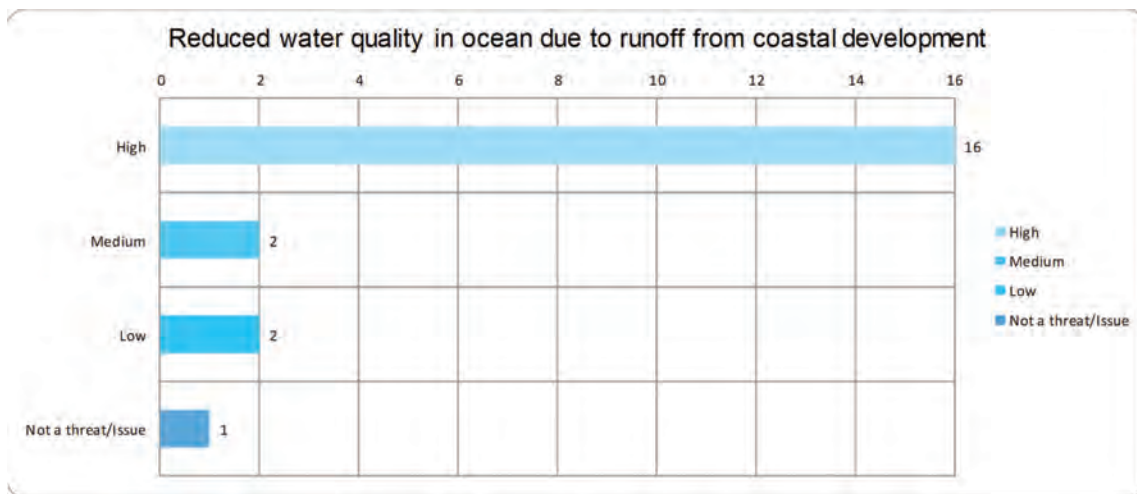 Reduced water quality in ocean due to runoff from coastal development
0 2 4 6 8 10 12 14 16
High 16
Medium 2
Low 2
Not a threat/Issue 1
High
Medium
Low
Not a threat/Issue